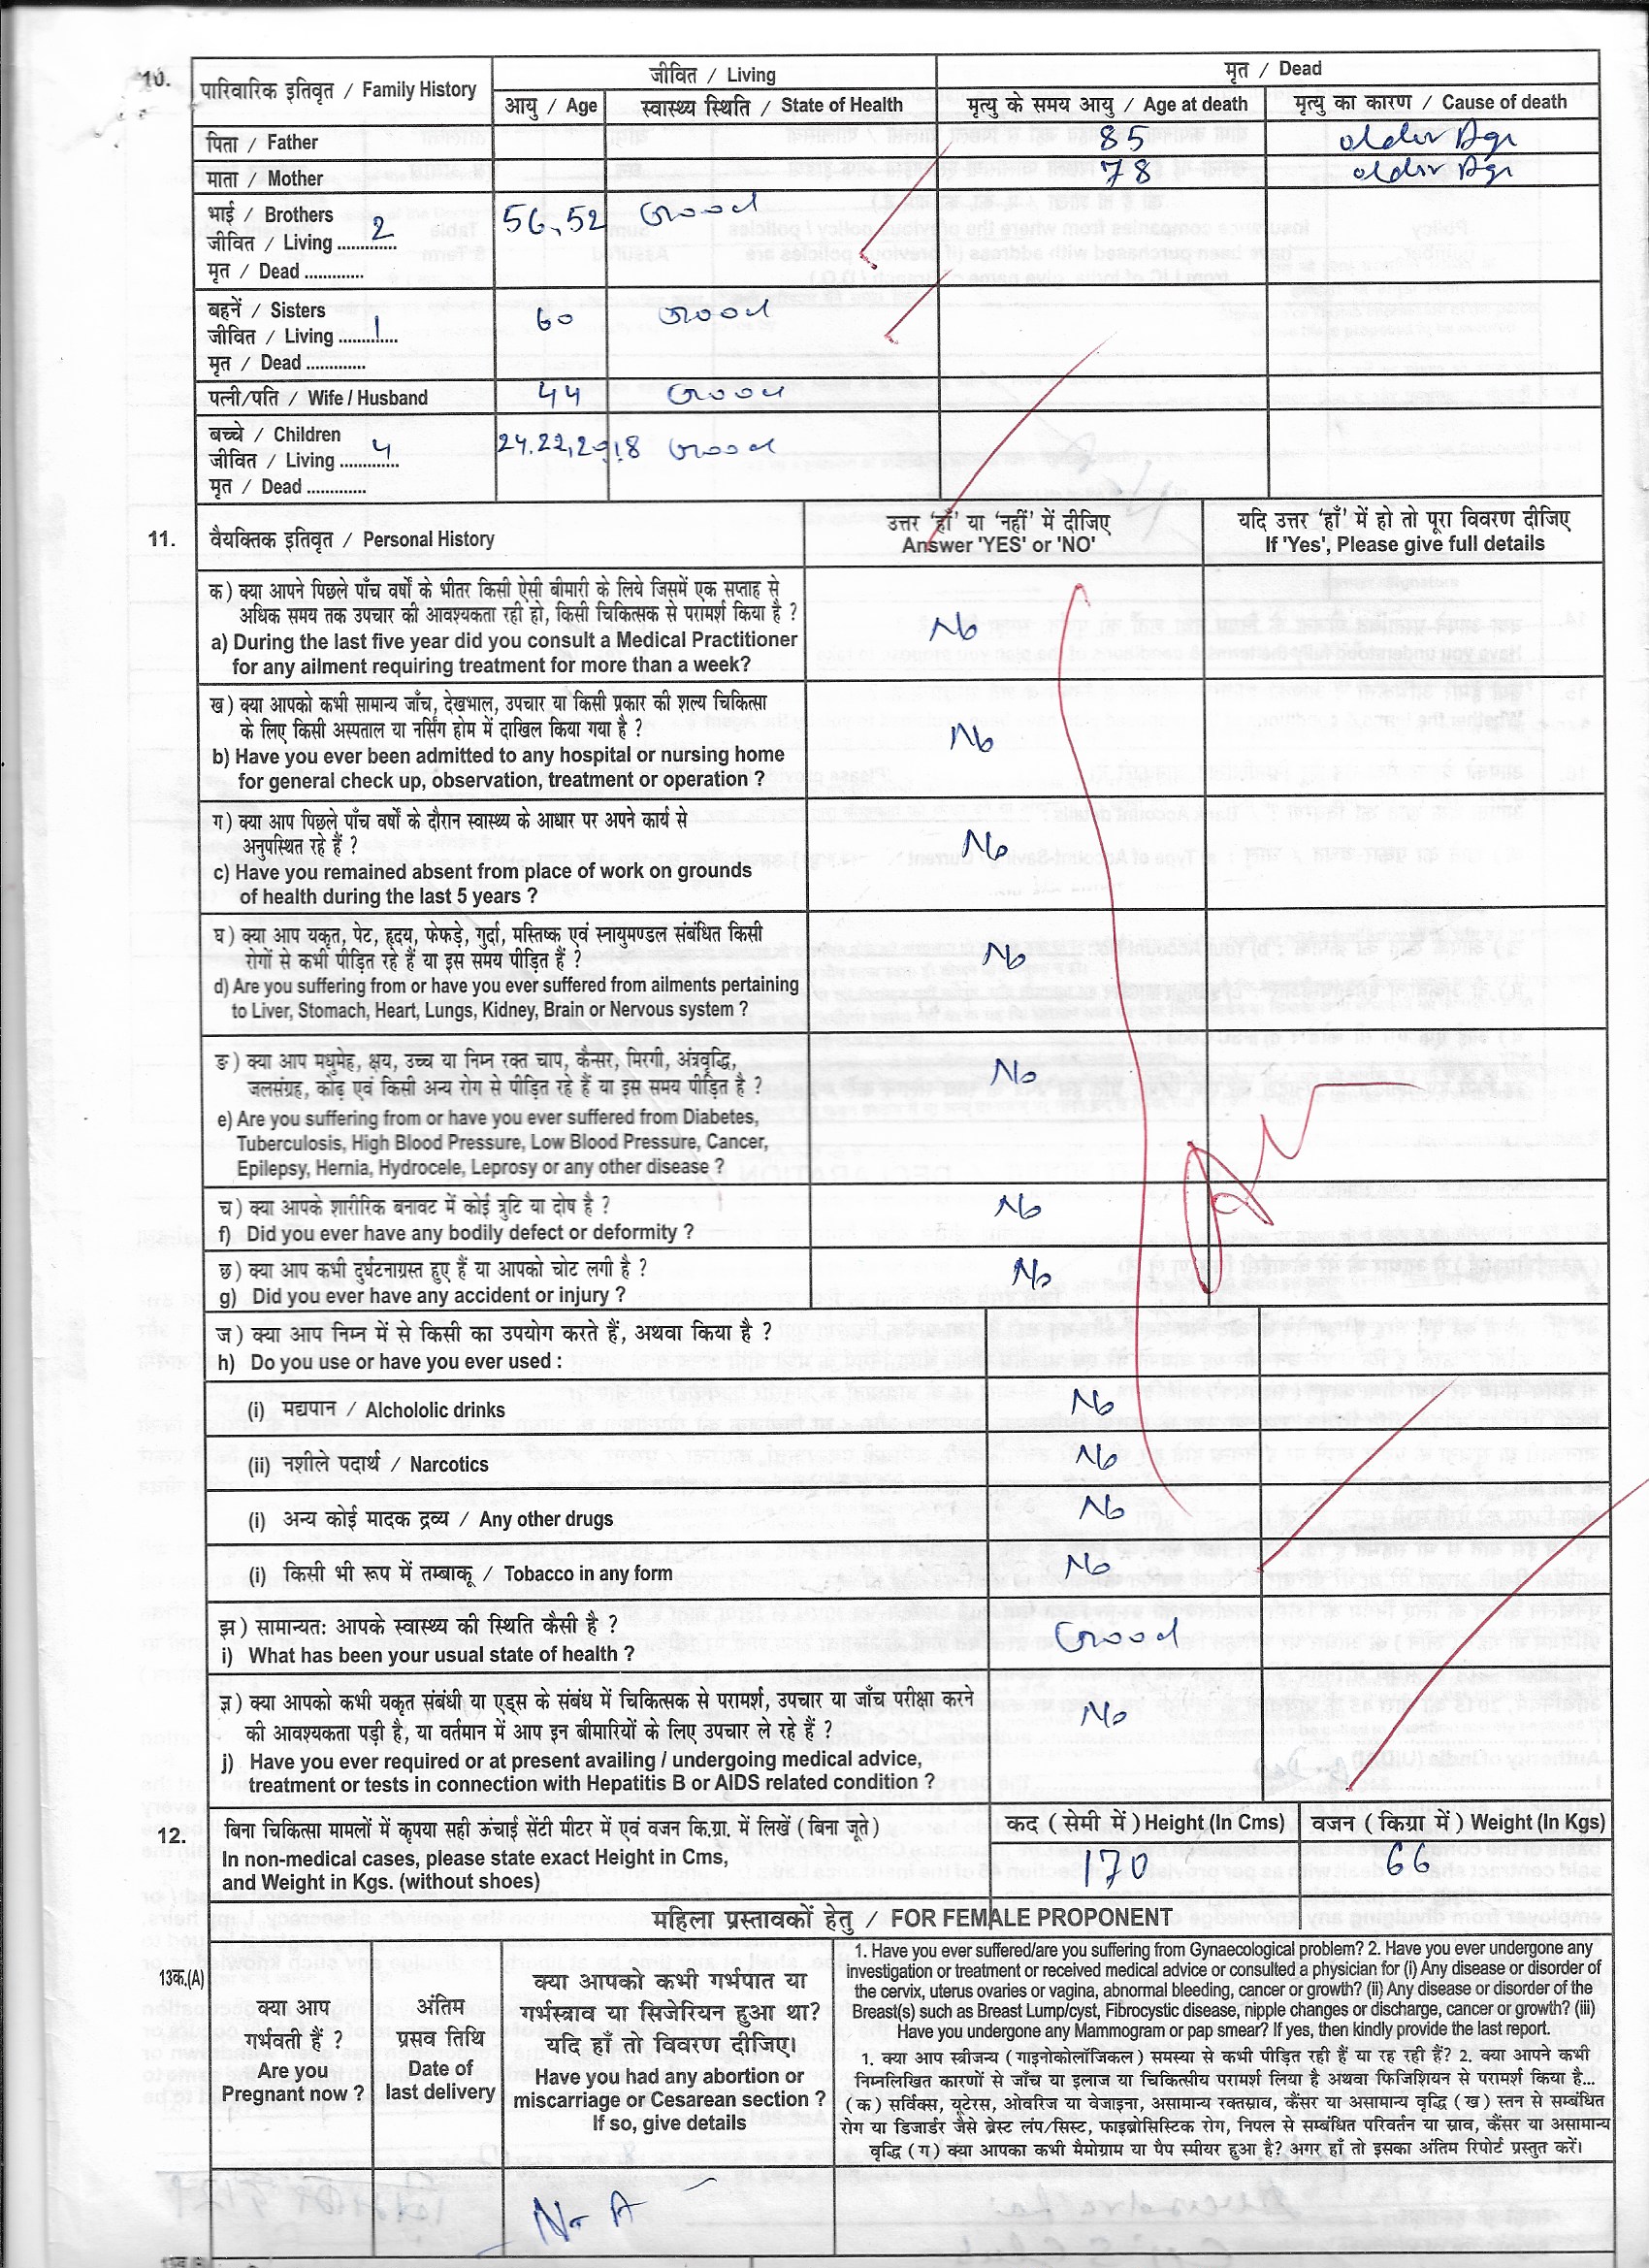 10.
पारिवारिक इतिवृत / Family History
जीवित / Living
मृत / Dead
आयु / Age
स्वास्थ्य स्थिति / State of Health
मृत्यु के समय आयु / Age at death
मृत्यु का कारण / Cause of death
पिता / Father
85
older Age
माता / Mother
78
older Age
भाई / Brothers
जीवित / Living ..2..........
56, 52
Good
मृत / Dead ............
बहनें / Sisters
जीवित / Living ........1....
60
Good
मृत / Dead ............
पत्नी/पति / Wife / Husband
44
Good
बच्चे / Children
जीवित / Living ....4........
24, 22, 20, 18
Good
मृत / Dead ............
11.
वैयक्तिक इतिवृत / Personal History
उत्तर 'हाँ' या 'नहीं' में दीजिए
Answer 'YES' or 'NO'
यदि उत्तर 'हाँ' में हो तो पूरा विवरण दीजिए
If 'Yes', Please give full details
क) क्या आपने पिछले पाँच वर्षों के भीतर किसी ऐसी बीमारी के लिये जिसमें एक सप्ताह से
अधिक समय तक उपचार की आवश्यकता रही हो, किसी चिकित्सक से परामर्श किया है ?
a) During the last five year did you consult a Medical Practitioner
for any ailment requiring treatment for more than a week?
No
ख) क्या आपको कभी सामान्य जाँच, देखभाल, उपचार या किसी प्रकार की शल्य चिकित्सा
के लिए किसी अस्पताल या नर्सिंग होम में दाखिल किया गया है ?
b) Have you ever been admitted to any hospital or nursing home
for general check up, observation, treatment or operation ?
No
ग) क्या आप पिछले पाँच वर्षों के दौरान स्वास्थ्य के आधार पर अपने कार्य से
अनुपस्थित रहे हैं ?
c) Have you remained absent from place of work on grounds
of health during the last 5 years ?
No
घ) क्या आप यकृत, पेट, हृदय, फेफड़े, गुर्दा, मस्तिष्क एवं स्नायुमण्डल संबंधित किसी
रोगों से कभी पीड़ित रहे हैं या इस समय पीड़ित हैं ?
d) Are you suffering from or have you ever suffered from ailments pertaining
to Liver, Stomach, Heart, Lungs, Kidney, Brain or Nervous system ?
No
ङ) क्या आप मधुमेह, क्षय, उच्च या निम्न रक्त चाप, कैन्सर, मिरगी, अंत्रवृद्धि,
जलसंग्रह, कोढ़ एवं किसी अन्य रोग से पीड़ित रहे हैं या इस समय पीड़ित है ?
e) Are you suffering from or have you ever suffered from Diabetes,
Tuberculosis, High Blood Pressure, Low Blood Pressure, Cancer,
Epilepsy, Hernia, Hydrocele, Leprosy or any other disease ?
No
च) क्या आपके शारीरिक बनावट में कोई त्रुटि या दोष है ?
f) Did you ever have any bodily defect or deformity ?
No
छ) क्या आप कभी दुर्घटनाग्रस्त हुए हैं या आपको चोट लगी है ?
g) Did you ever have any accident or injury ?
No
ज) क्या आप निम्न में से किसी का उपयोग करते हैं, अथवा किया है ?
h) Do you use or have you ever used :
(i) मद्यपान / Alchololic drinks
No
(ii) नशीले पदार्थ / Narcotics
No
(i) अन्य कोई मादक द्रव्य / Any other drugs
No
(i) किसी भी रूप में तम्बाकू / Tobacco in any form
No
झ) सामान्यतः आपके स्वास्थ्य की स्थिति कैसी है ?
i) What has been your usual state of health ?
Good
ज्ञ) क्या आपको कभी यकृत संबंधी या एड्स के संबंध में चिकित्सक से परामर्श, उपचार या जाँच परीक्षा करने
की आवश्यकता पड़ी है, या वर्तमान में आप इन बीमारियों के लिए उपचार ले रहे हैं ?
j) Have you ever required or at present availing / undergoing medical advice,
treatment or tests in connection with Hepatitis B or AIDS related condition ?
No
12.
बिना चिकित्सा मामलों में कृपया सही ऊंचाई सेंटी मीटर में एवं वजन कि.ग्रा. में लिखें (बिना जूते)
In non-medical cases, please state exact Height in Cms,
and Weight in Kgs. (without shoes)
कद (सेमी में) Height (In Cms)
वजन (किग्रा में) Weight (In Kgs)
170
66
महिला प्रस्तावकों हेतु / FOR FEMALE PROPONENT
13क.(A)
क्या आप
गर्भवती हैं ?
Are you
Pregnant now ?
अंतिम
प्रसव तिथि
Date of
last delivery
क्या आपको कभी गर्भपात या
गर्भस्त्राव या सिजेरियन हुआ था?
यदि हाँ तो विवरण दीजिए।
Have you had any abortion or
miscarriage or Cesarean section ?
If so, give details
1. Have you ever suffered/are you suffering from Gynaecological problem? 2. Have you ever undergone any
investigation or treatment or received medical advice or consulted a physician for (i) Any disease or disorder of
the cervix, uterus ovaries or vagina, abnormal bleeding, cancer or growth? (ii) Any disease or disorder of the
Breast(s) such as Breast Lump/cyst, Fibrocystic disease, nipple changes or discharge, cancer or growth? (iii)
Have you undergone any Mammogram or pap smear? If yes, then kindly provide the last report.
1. क्या आप स्त्रीजन्य (गाइनोकोलॉजिकल) समस्या से कभी पीड़ित रही हैं या रह रही हैं? 2. क्या आपने कभी
निम्नलिखित कारणों से जाँच या इलाज या चिकित्सीय परामर्श लिया है अथवा फिजिशियन से परामर्श किया है...
(क) सर्विक्स, यूटेरस, ओवरिज या वेजाइना, असामान्य रक्तस्राव, कैंसर या असामान्य वृद्धि (ख) स्तन से सम्बंधित
रोग या डिजार्डर जैसे ब्रेस्ट लंप/सिस्ट, फाइब्रोसिस्टिक रोग, निपल से सम्बंधित परिवर्तन या स्राव, कैंसर या असामान्य
वृद्धि (ग) क्या आपका कभी मैमोग्राम या पैप स्मीयर हुआ है? अगर हाँ तो इसका अंतिम रिपोर्ट प्रस्तुत करें।
N- A